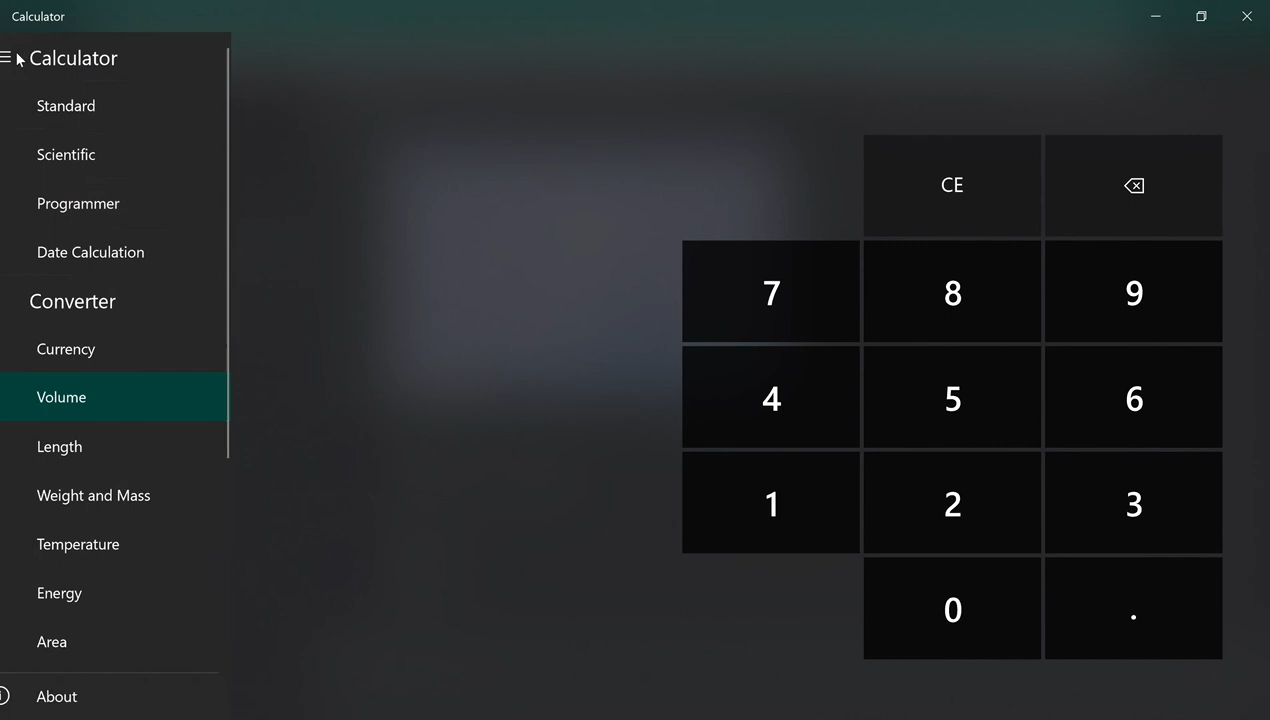 Calculator
Calculator
Standard
Scientific
Programmer
Date Calculation
Converter
Currency
Volume
Length
Weight and Mass
Temperature
Energy
Area
About
CE
7 8 9
4 5 6
1 2 3
0 .